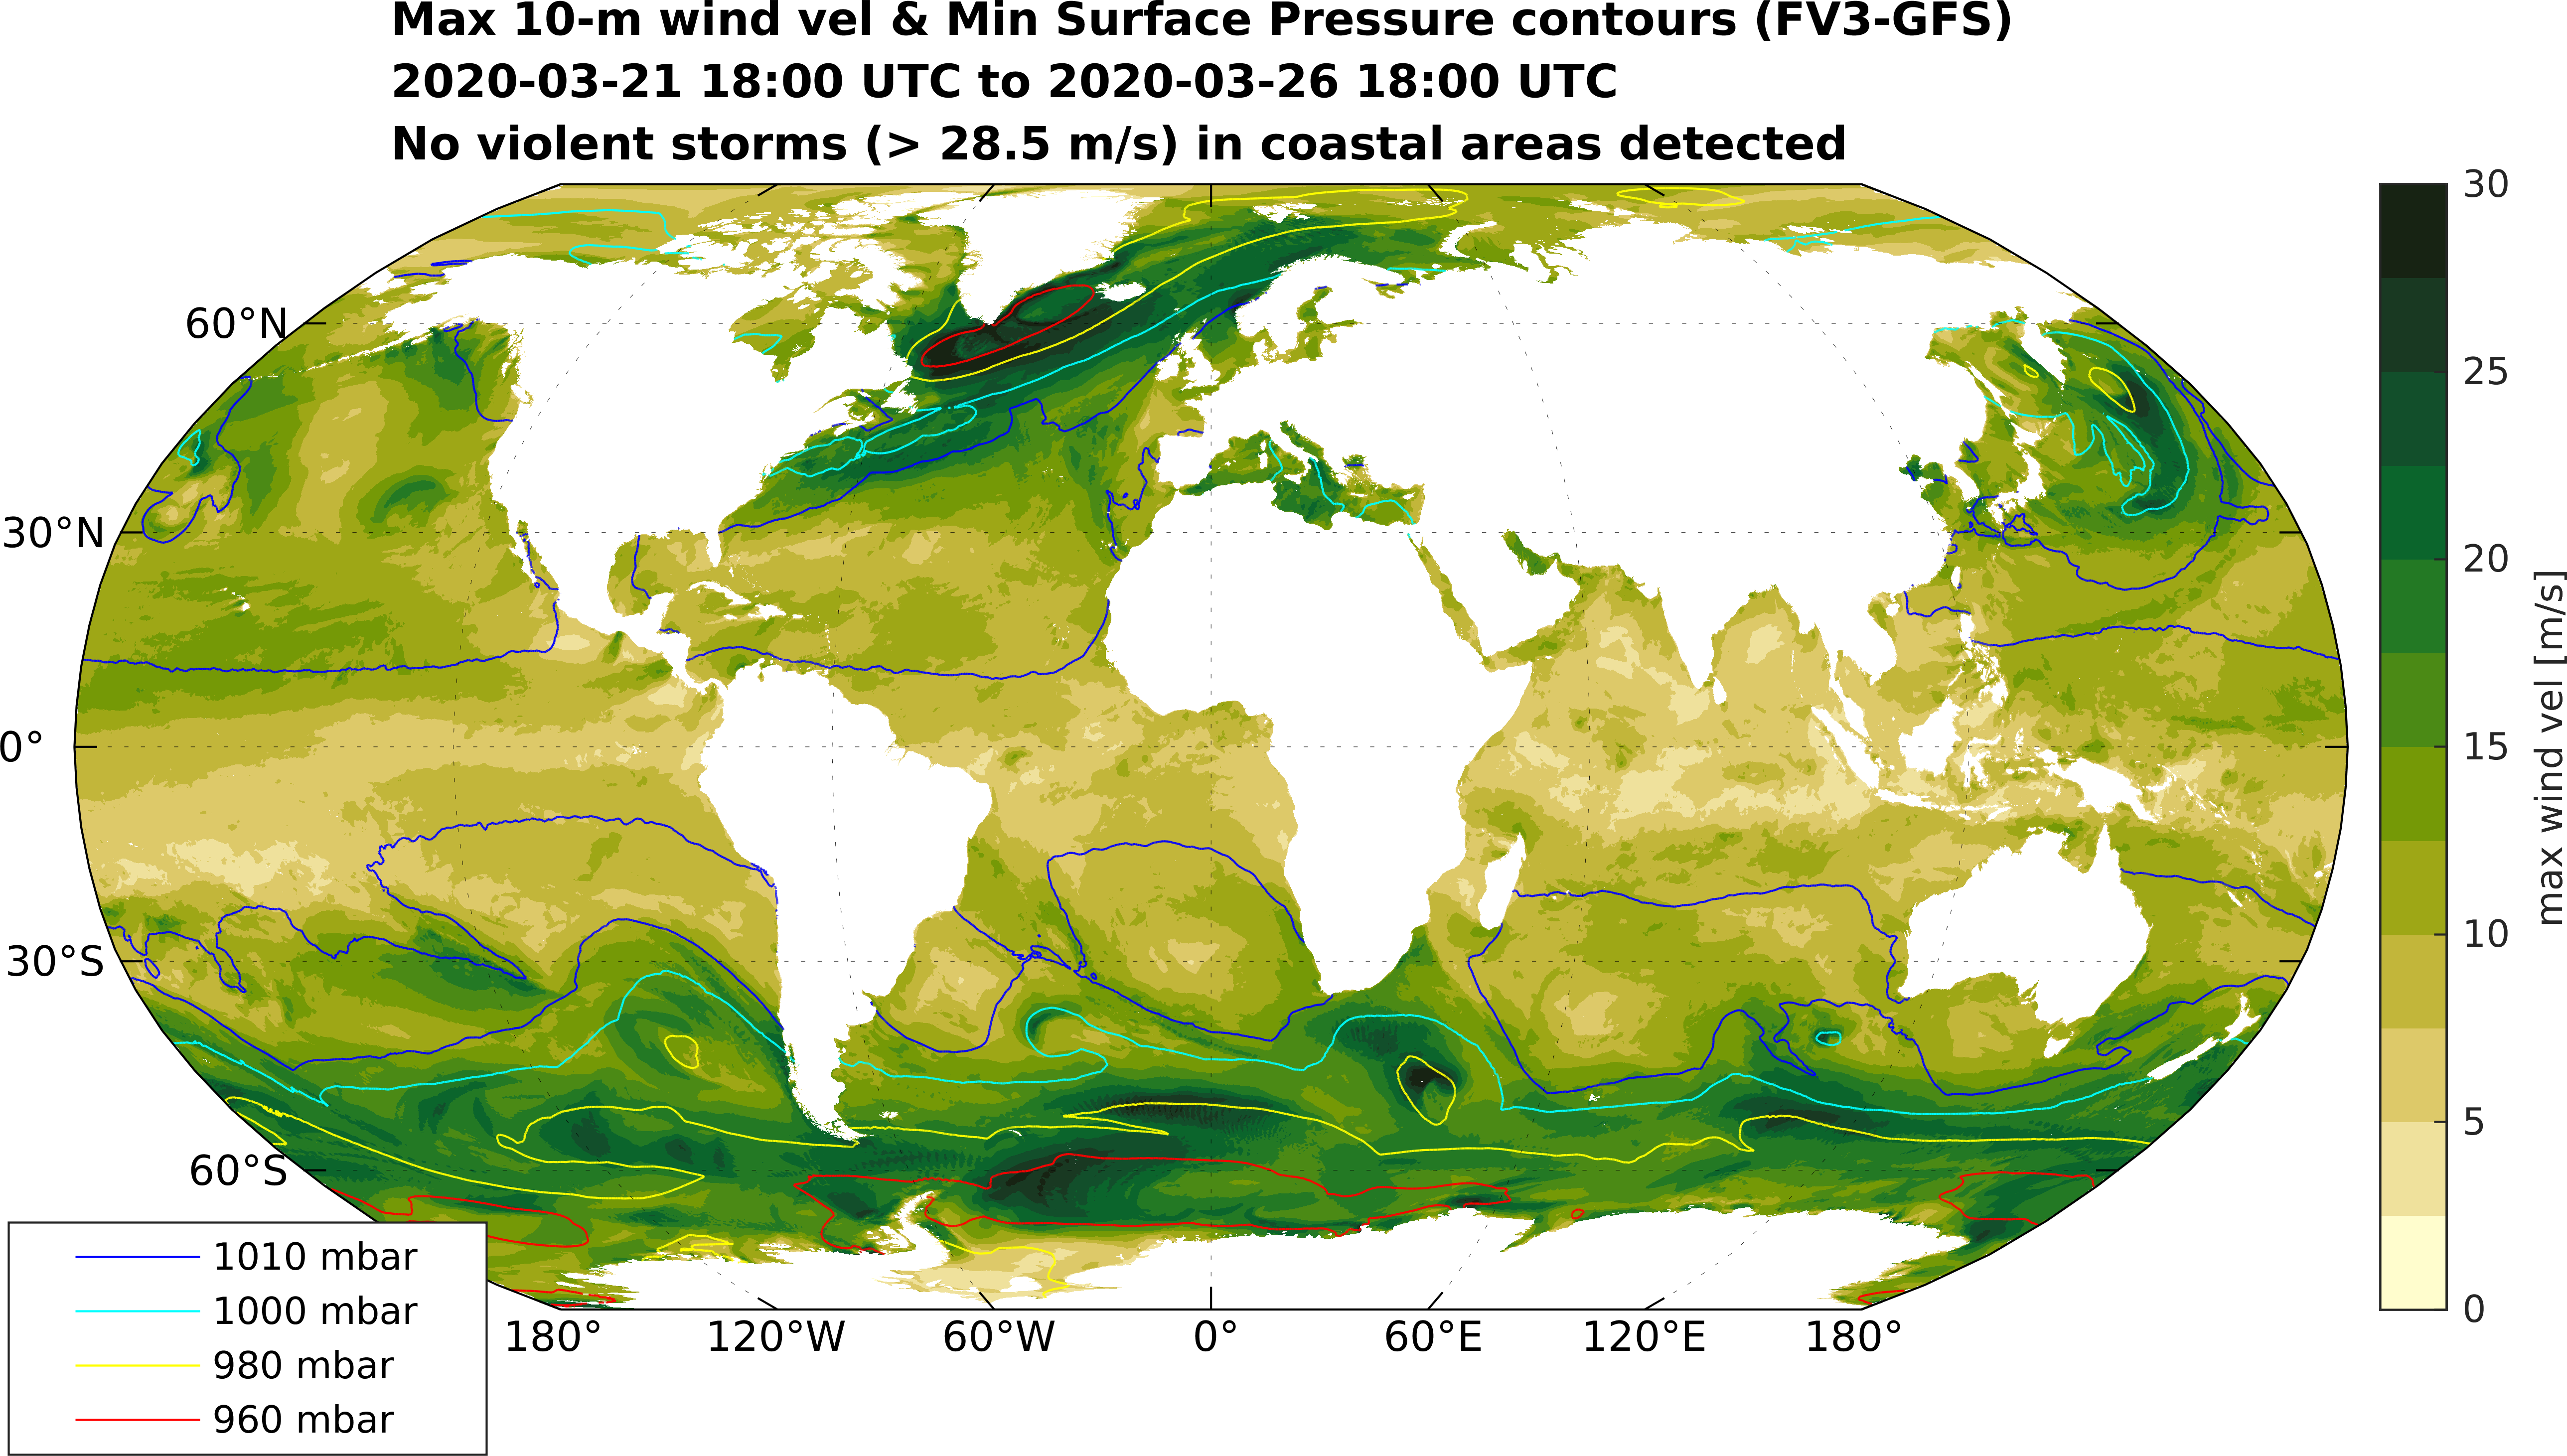 Max 10-m wind vel & Min Surface Pressure contours (FV3-GFS)
2020-03-21 18:00 UTC to 2020-03-26 18:00 UTC
No violent storms (> 28.5 m/s) in coastal areas detected
60°N
30°N
0°
30°S
60°S
180°
120°W
60°W
0°
60°E
120°E
180°
1010 mbar
1000 mbar
980 mbar
960 mbar
30
25
20
15
10
5
0
max wind vel [m/s]